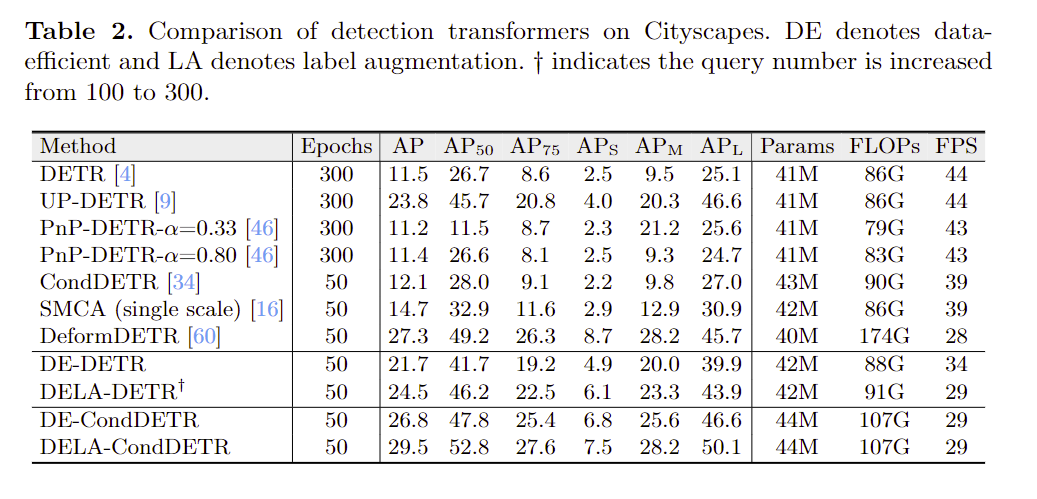 Table 2. Comparison of detection transformers on Cityscapes. DE denotes data-
efficient and LA denotes label augmentation. † indicates the query number is increased
from 100 to 300.
Method Epochs AP AP50 AP75 APS APM APL Params FLOPs FPS
DETR [4] 300 11.5 26.7 8.6 2.5 9.5 25.1 41M 86G 44
UP-DETR [9] 300 23.8 45.7 20.8 4.0 20.3 46.6 41M 86G 44
PnP-DETR-α=0.33 [46] 300 11.2 11.5 8.7 2.3 21.2 25.6 41M 79G 43
PnP-DETR-α=0.80 [46] 300 11.4 26.6 8.1 2.5 9.3 24.7 41M 83G 43
CondDETR [34] 50 12.1 28.0 9.1 2.2 9.8 27.0 43M 90G 39
SMCA (single scale) [16] 50 14.7 32.9 11.6 2.9 12.9 30.9 42M 86G 39
DeformDETR [60] 50 27.3 49.2 26.3 8.7 28.2 45.7 40M 174G 28
DE-DETR 50 21.7 41.7 19.2 4.9 20.0 39.9 42M 88G 34
DELA-DETR† 50 24.5 46.2 22.5 6.1 23.3 43.9 42M 91G 29
DE-CondDETR 50 26.8 47.8 25.4 6.8 25.6 46.6 44M 107G 29
DELA-CondDETR 50 29.5 52.8 27.6 7.5 28.2 50.1 44M 107G 29